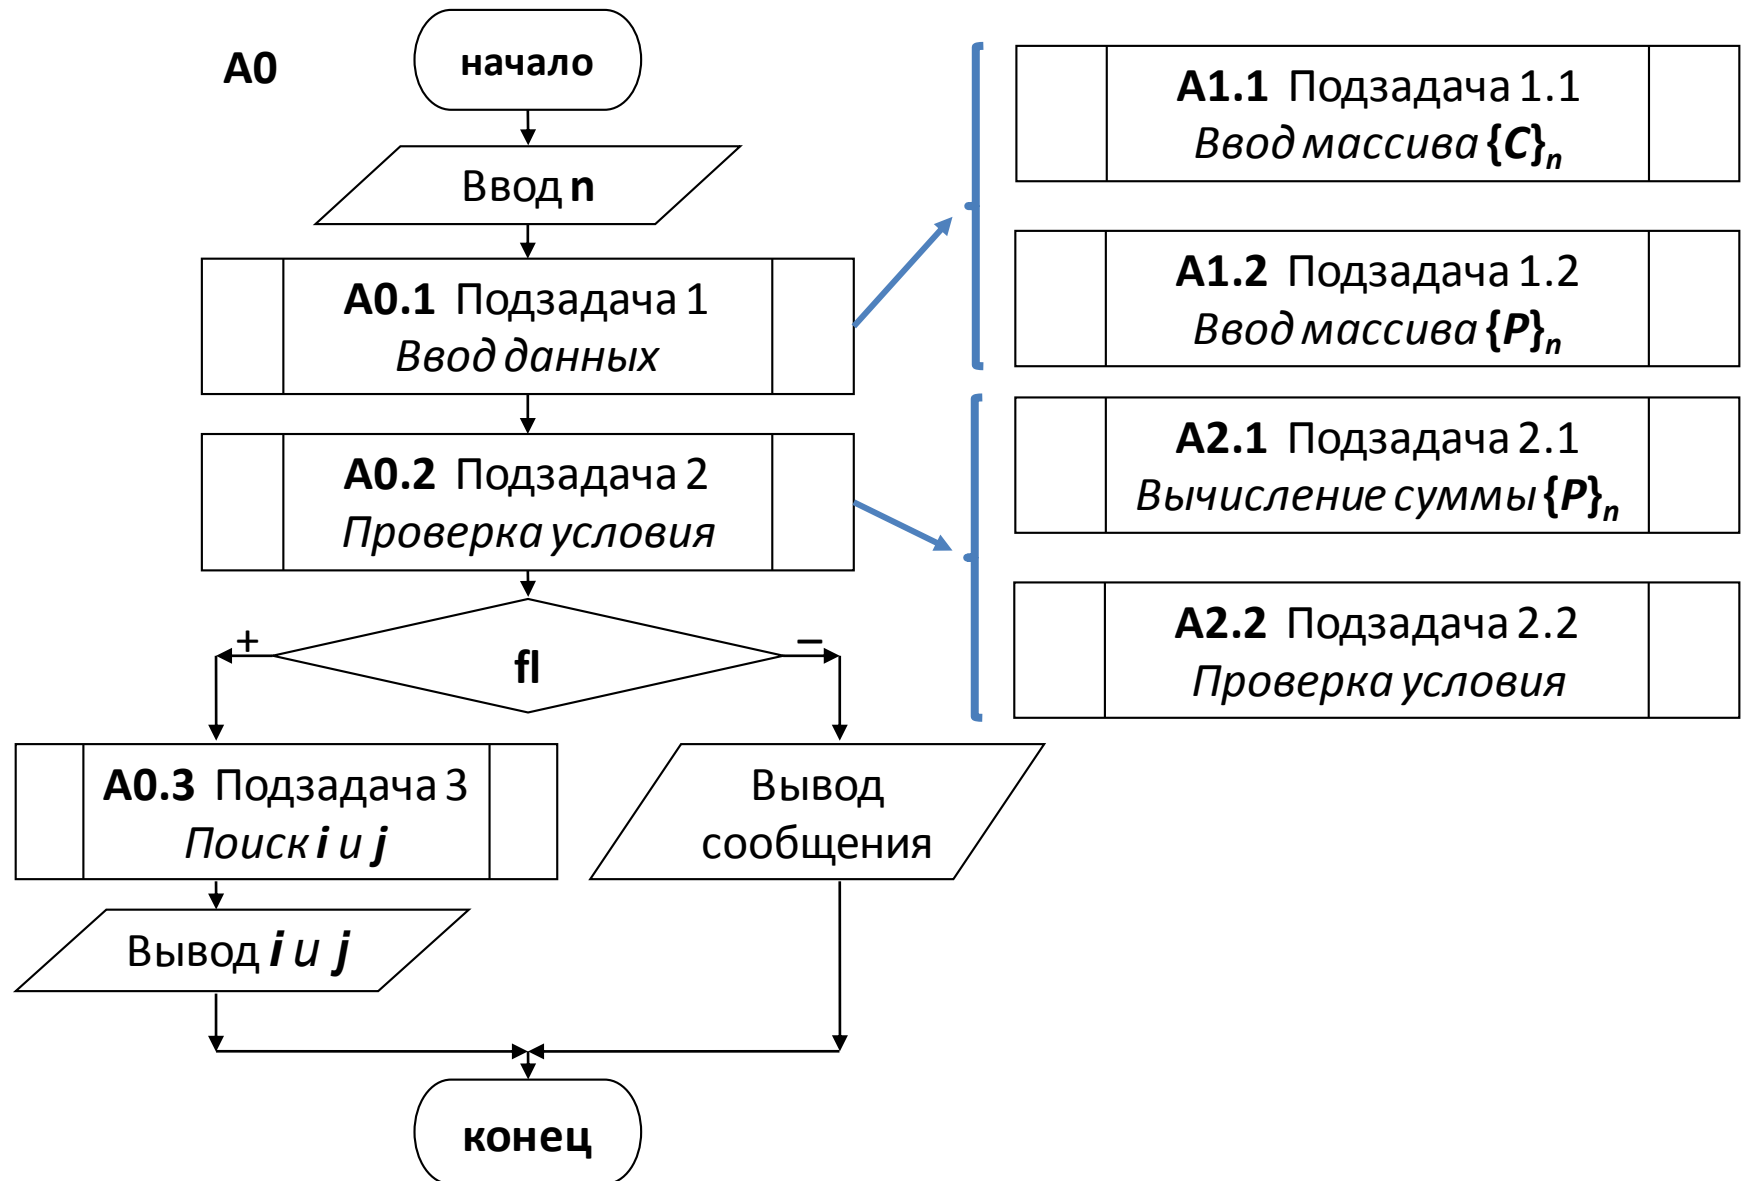 A0
начало
Ввод n
A0.1 Подзадача 1
Ввод данных
A0.2 Подзадача 2
Проверка условия
fl
+
–
A0.3 Подзадача 3
Поиск i и j
Вывод i и j
Вывод
сообщения
конец
A1.1 Подзадача 1.1
Ввод массива {C}n
A1.2 Подзадача 1.2
Ввод массива {P}n
A2.1 Подзадача 2.1
Вычисление суммы {P}n
A2.2 Подзадача 2.2
Проверка условия